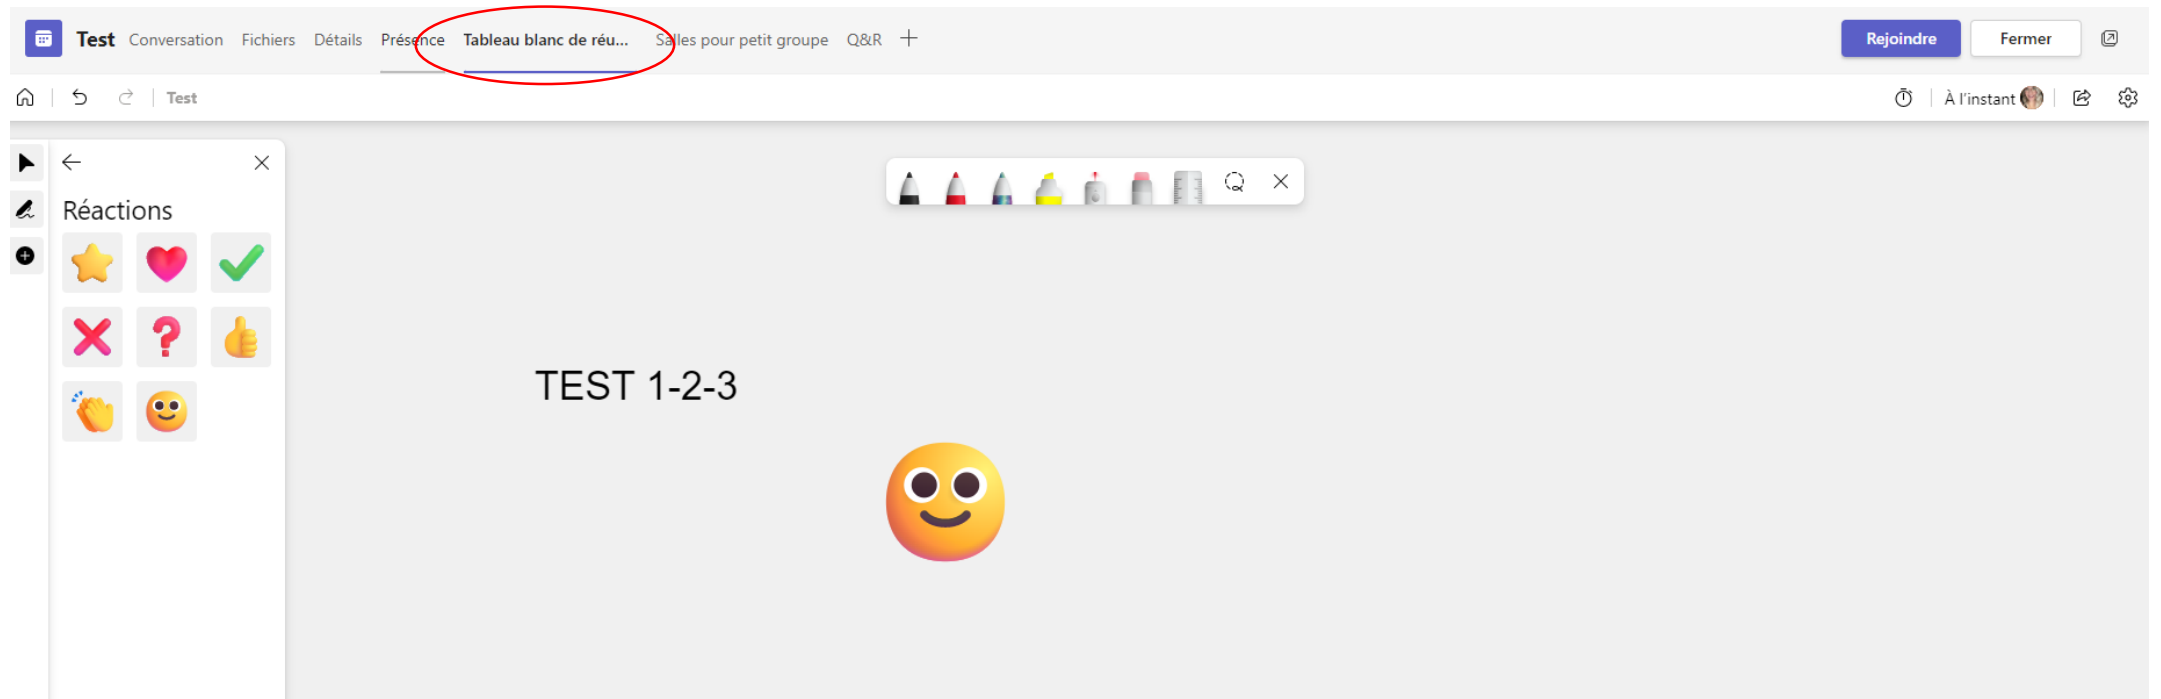 Test Conversation Fichiers Détails Présence Tableau blanc de réu... Salles pour petit groupe Q&R Rejoindre Fermer
Test À l'instant
Réactions
TEST 1-2-3